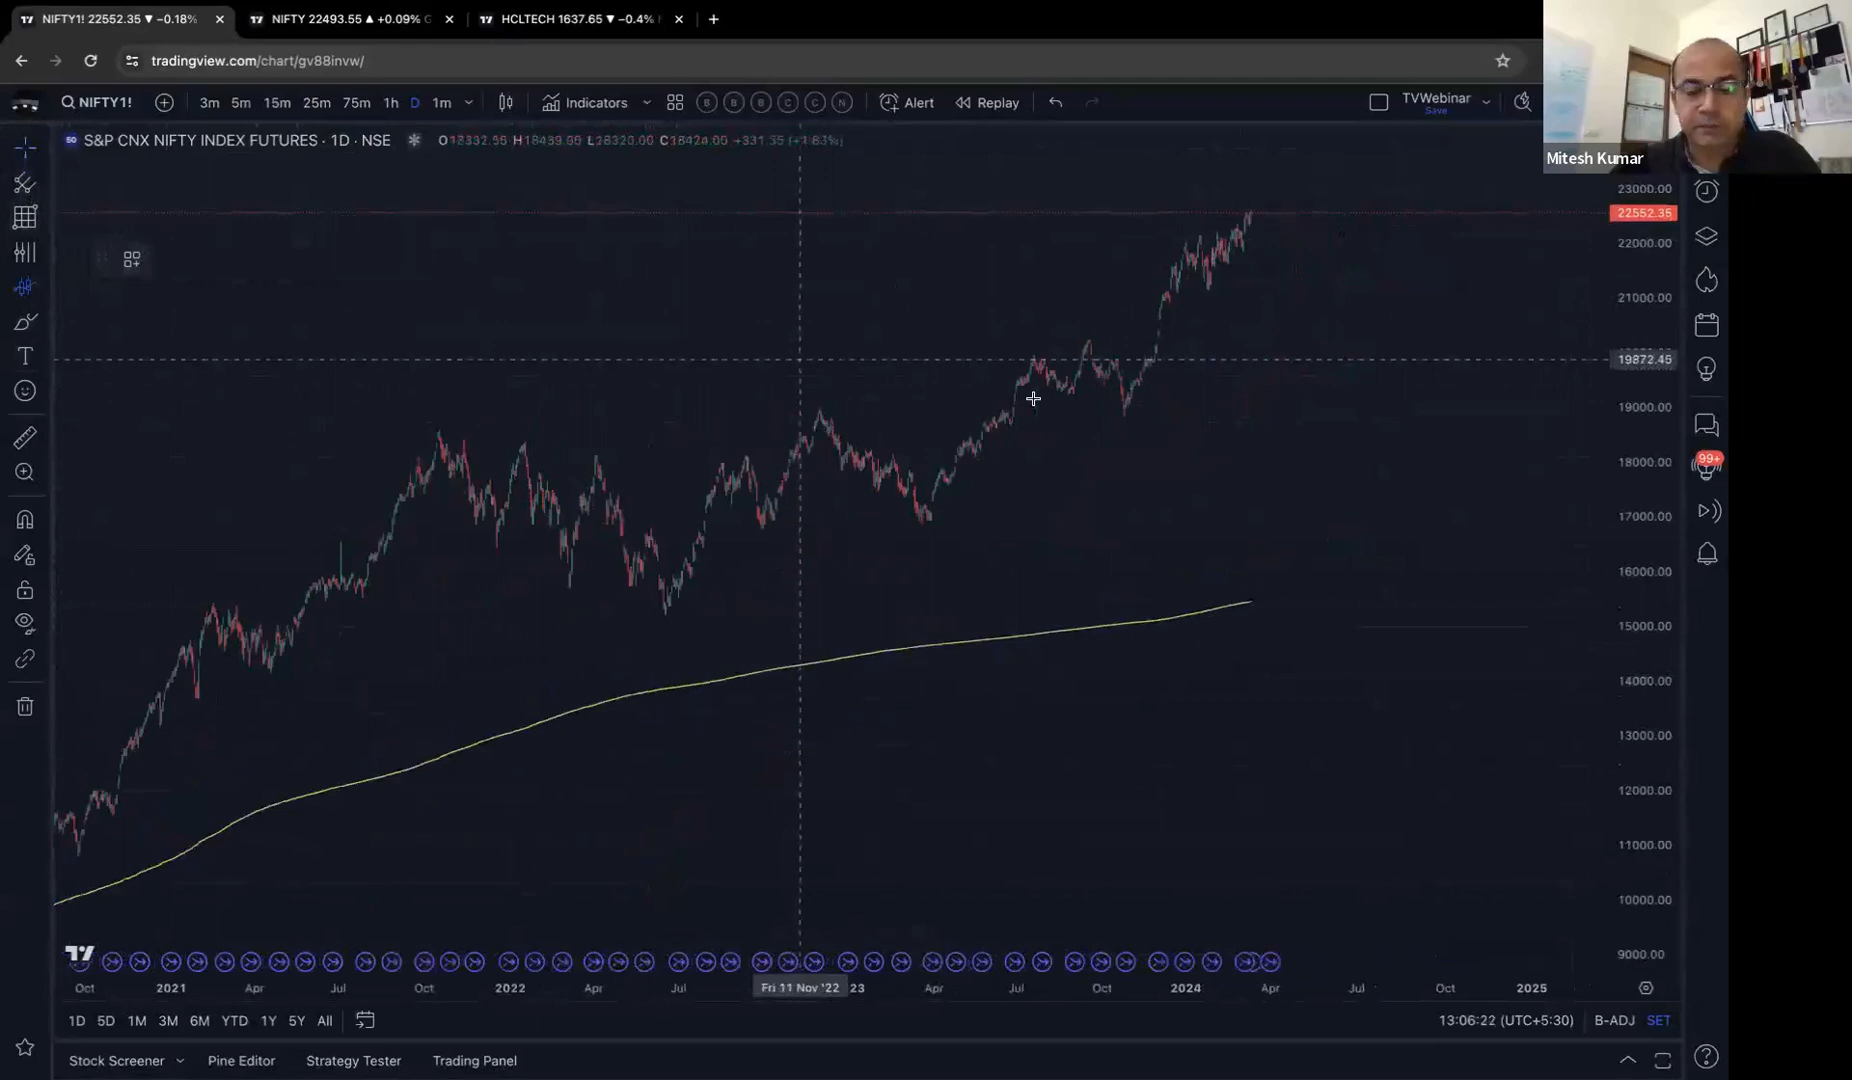 NIFTY1! 22552.35 ▼ −0.18%
NIFTY 22493.55 ▲ +0.09%
HCLTECH 1637.65 ▼ −0.4%
tradingview.com/chart/gv88invw/
NIFTY1! 3m 5m 15m 25m 75m 1h D 1m Indicators B B B C C N Alert Replay TVWebinar
Save
S&P CNX NIFTY INDEX FUTURES · 1D · NSE
Mitesh Kumar
23000.00
22552.35
22000.00
21000.00
19872.45
19000.00
18000.00
17000.00
16000.00
15000.00
14000.00
13000.00
12000.00
11000.00
10000.00
9000.00
99+
Oct 2021 Apr Jul Oct 2022 Apr Jul Fri 11 Nov '22 23 Apr Jul Oct 2024 Apr Jul Oct 2025
1D 5D 1M 3M 6M YTD 1Y 5Y All 13:06:22 (UTC+5:30) B-ADJ SET
Stock Screener Pine Editor Strategy Tester Trading Panel